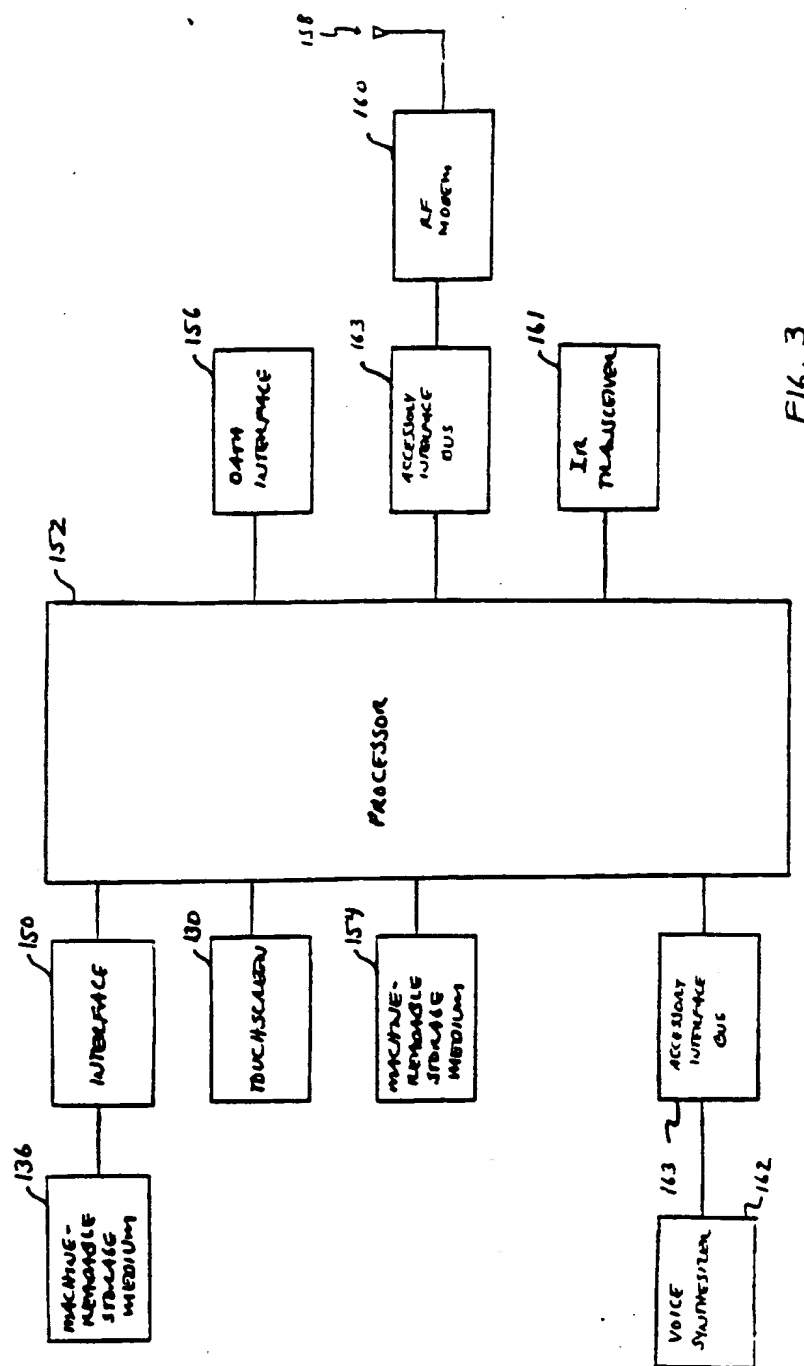 136
MACHINE-
READABLE
STORAGE
MEDIUM
150
INTERFACE
130
TOUCHSCREEN
154
MACHINE-
READABLE
STORAGE
MEDIUM
VOICE
SYNTHESIZER
162
163
ACCESSORY
INTERFACE
BUS
152
PROCESSOR
156
DATA
INTERFACE
163
ACCESSORY
INTERFACE
BUS
160
RF
MODEM
158
161
IR
TRANSCEIVER
FIG. 3